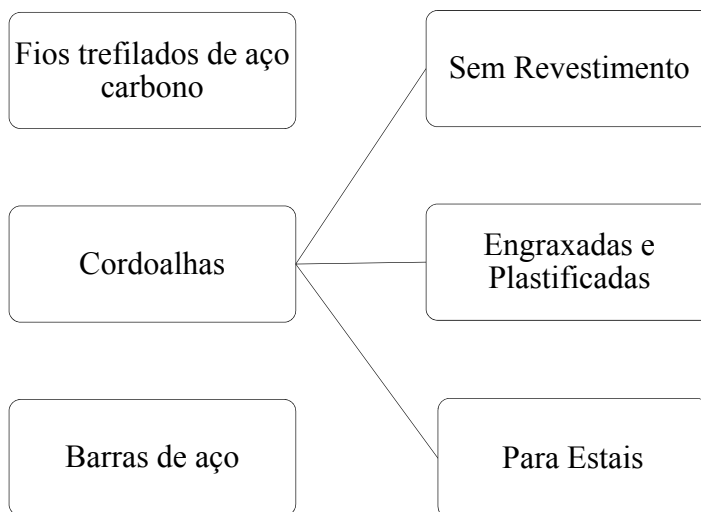 Fios trefilados de aço
carbono
Sem Revestimento
Cordoalhas
Engraxadas e
Plastificadas
Barras de aço
Para Estais